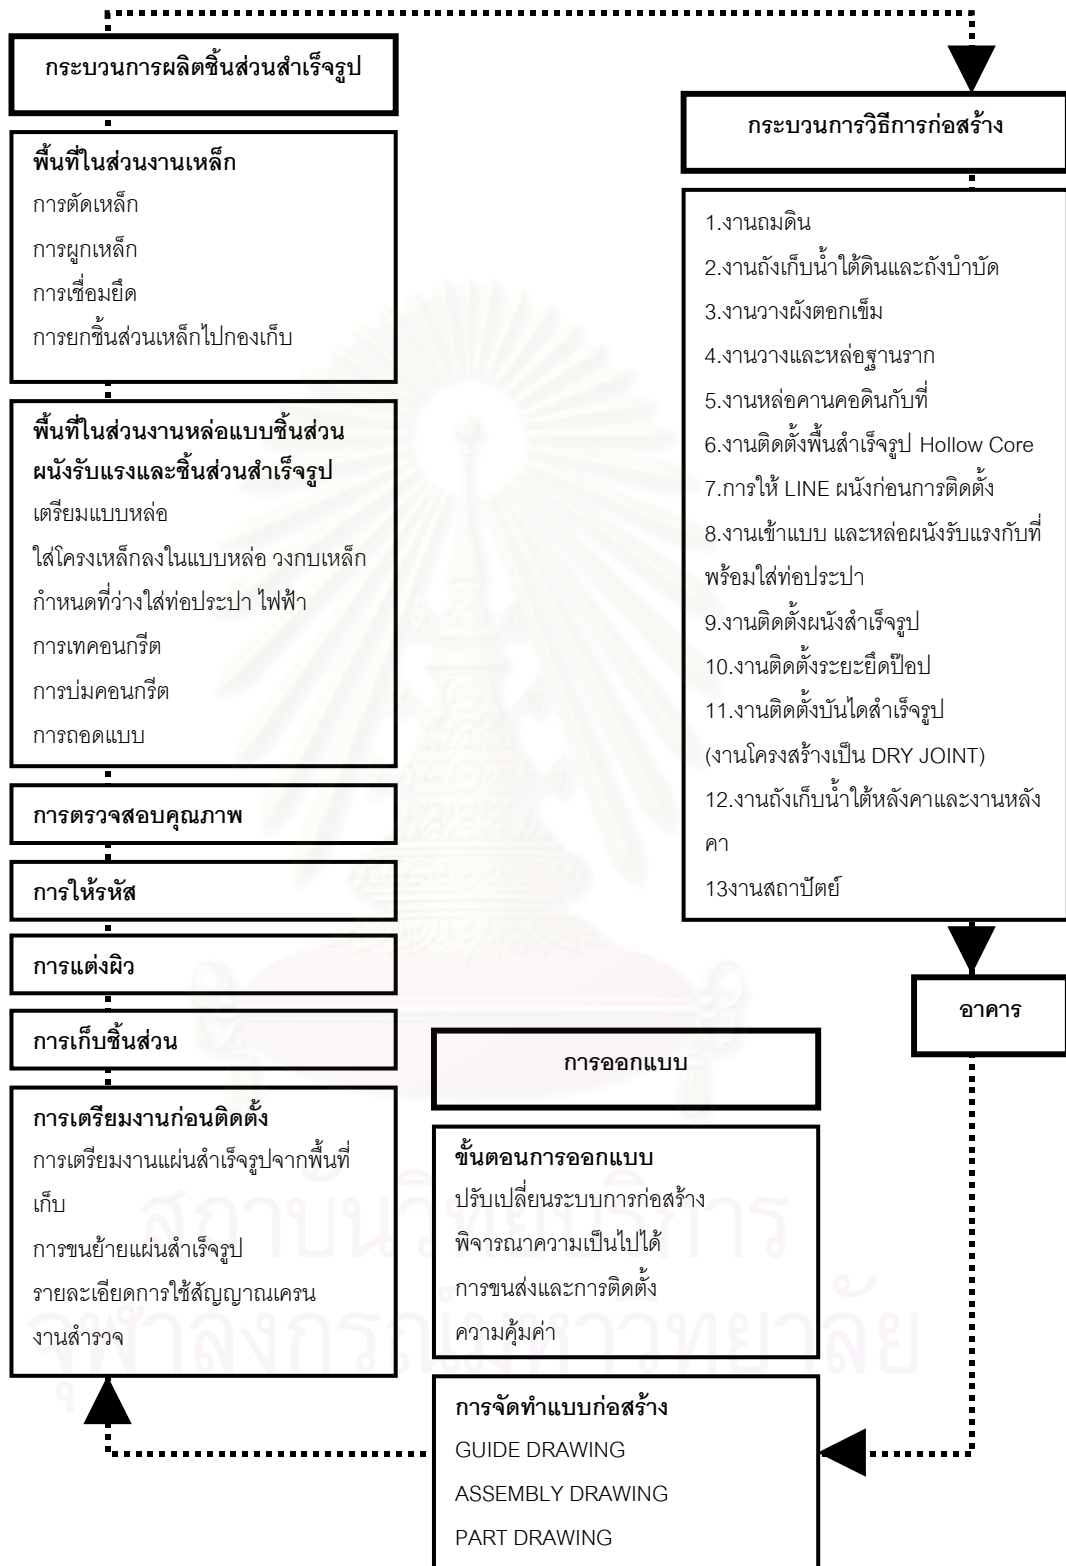 กระบวนการผลิตชิ้นส่วนสำเร็จรูป
พื้นที่ในส่วนงานเหล็ก
การตัดเหล็ก
การผูกเหล็ก
การเชื่อมยึด
การยกชิ้นส่วนเหล็กไปกองเก็บ
พื้นที่ในส่วนงานหล่อแบบชิ้นส่วน
ผนังรับแรงและชิ้นส่วนสำเร็จรูป
เตรียมแบบหล่อ
ใส่โครงเหล็กลงในแบบหล่อ วงกบเหล็ก
กำหนดที่ว่างใส่ท่อประปา ไฟฟ้า
การเทคอนกรีต
การบ่มคอนกรีต
การถอดแบบ
การตรวจสอบคุณภาพ
การให้รหัส
การแต่งผิว
การเก็บชิ้นส่วน
การเตรียมงานก่อนติดตั้ง
การเตรียมงานแผ่นสำเร็จรูปจากพื้นที่
เก็บ
การขนย้ายแผ่นสำเร็จรูป
รายละเอียดการใช้สัญญาณเครน
งานสำรวจ
กระบวนการวิธีการก่อสร้าง
1.งานถมดิน
2.งานถังเก็บน้ำใต้ดินและถังบำบัด
3.งานวางผังตอกเข็ม
4.งานวางและหล่อฐานราก
5.งานหล่อคานคอดินกับที่
6.งานติดตั้งพื้นสำเร็จรูป Hollow Core
7.การให้ LINE ผนังก่อนการติดตั้ง
8.งานเข้าแบบ และหล่อผนังรับแรงกับที่
พร้อมใส่ท่อประปา
9.งานติดตั้งผนังสำเร็จรูป
10.งานติดตั้งระยะยึดป๊อป
11.งานติดตั้งบันไดสำเร็จรูป
(งานโครงสร้างเป็น DRY JOINT)
12.งานถังเก็บน้ำใต้หลังคาและงานหลัง
คา
13งานสถาปัตย์
อาคาร
การออกแบบ
ขั้นตอนการออกแบบ
ปรับเปลี่ยนระบบการก่อสร้าง
พิจารณาความเป็นไปได้
การขนส่งและการติดตั้ง
ความคุ้มค่า
การจัดทำแบบก่อสร้าง
GUIDE DRAWING
ASSEMBLY DRAWING
PART DRAWING
สถาบันวิทยบริการ
จุฬาลงกรณ์มหาวิทยาลัย